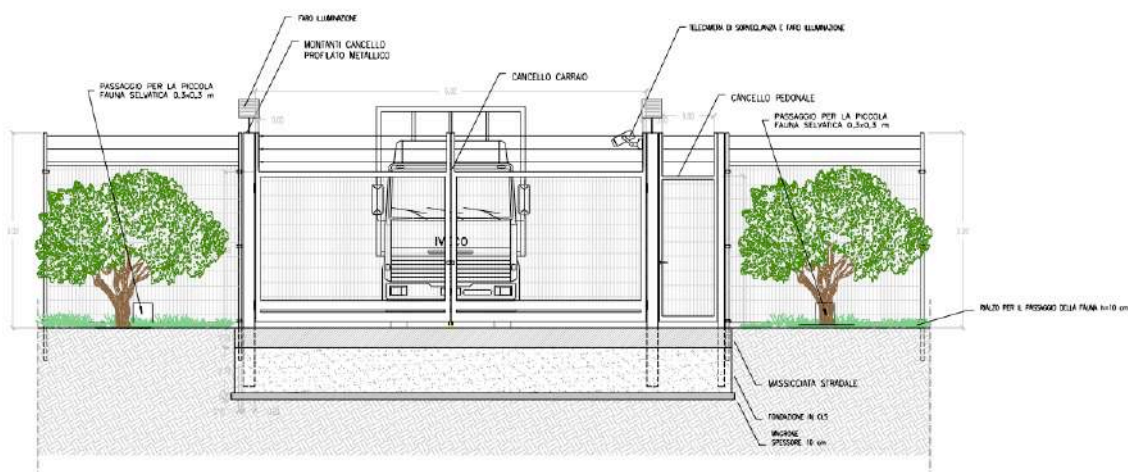 FARO ILLUMINAZIONE
TELECAMERA DI SORVEGLIANZA E FARO ILLUMINAZIONE
MONTANTI CANCELLO
PROFILATO METALLICO
PASSAGGIO PER LA PICCOLA
FAUNA SELVATICA 0,3x0,3 m
CANCELLO CARRAIO
CANCELLO PEDONALE
PASSAGGIO PER LA PICCOLA
FAUNA SELVATICA 0,3x0,3 m
1.00
IVECO
RIALZO PER IL PASSAGGIO DELLA FAUNA h=10 cm
MASSICCIATA STRADALE
FONDAZIONE IN CLS
MAGRONE
SPESSORE 10 cm